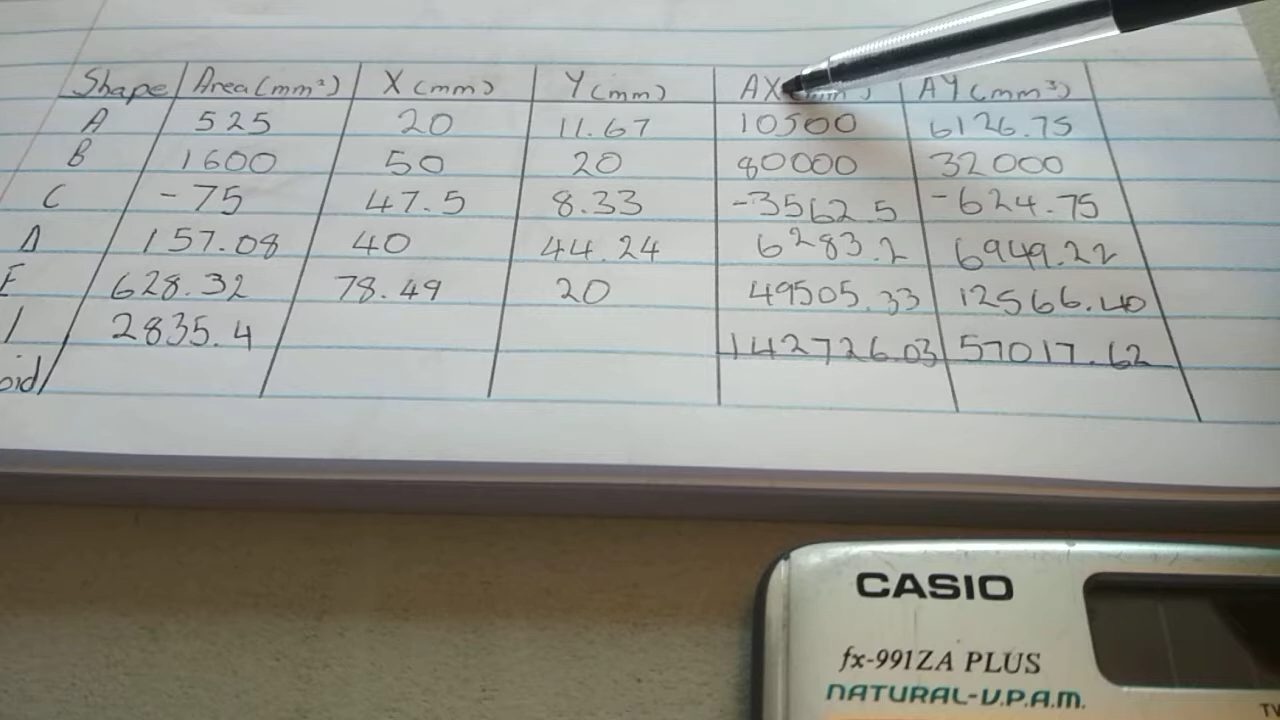 Shape Area (mm²) X (mm) Y (mm) AX AY (mm³)
A 525 20 11.67 10500 6126.75
B 1600 50 20 80000 32000
C -75 47.5 8.33 -3562.5 -624.75
D 157.08 40 44.24 6283.2 6949.22
E 628.32 78.49 20 49505.33 12566.40
l 2835.4 142726.03 57017.62
oid
CASIO
fx-991ZA PLUS
NATURAL-V.P.A.M.